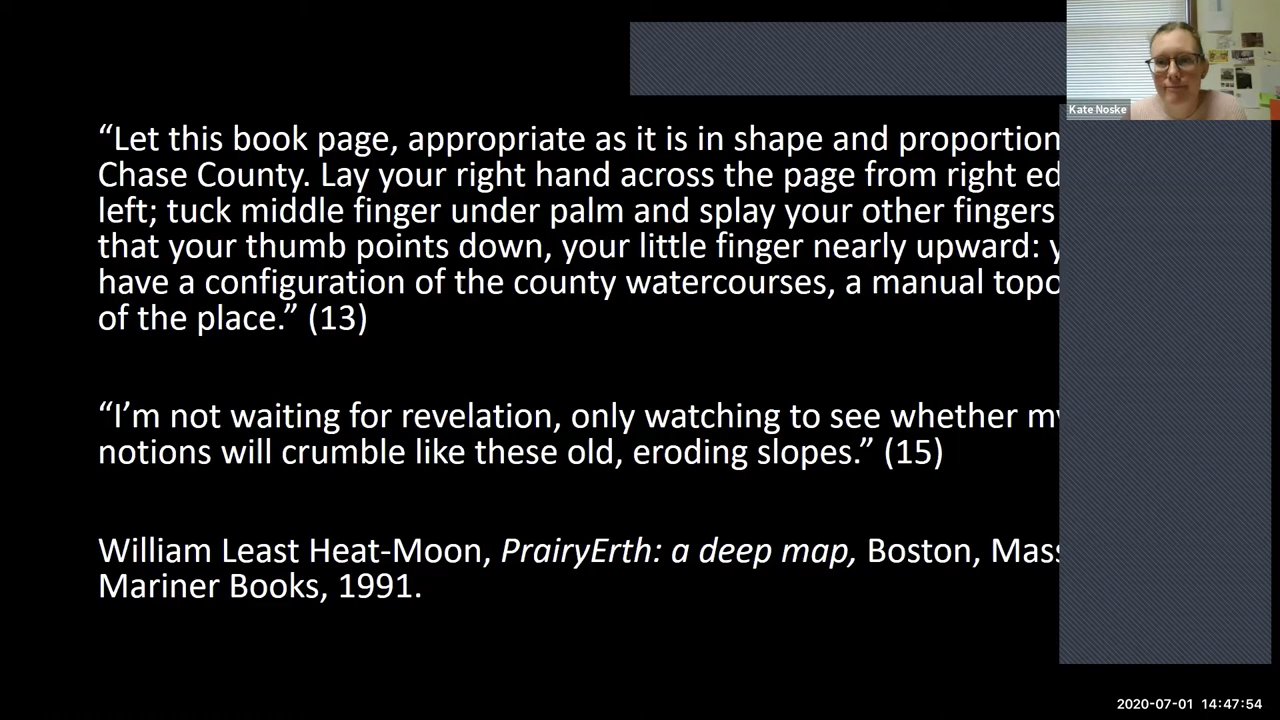 “Let this book page, appropriate as it is in shape and proportion
Chase County. Lay your right hand across the page from right
left; tuck middle finger under palm and splay your other fingers
that your thumb points down, your little finger nearly upward:
have a configuration of the county watercourses, a manual
of the place.” (13)
“I’m not waiting for revelation, only watching to see whether
notions will crumble like these old, eroding slopes.” (15)
William Least Heat-Moon, PrairyErth: a deep map, Boston,
Mariner Books, 1991.
Kate Noske
2020-07-01 14:47:54